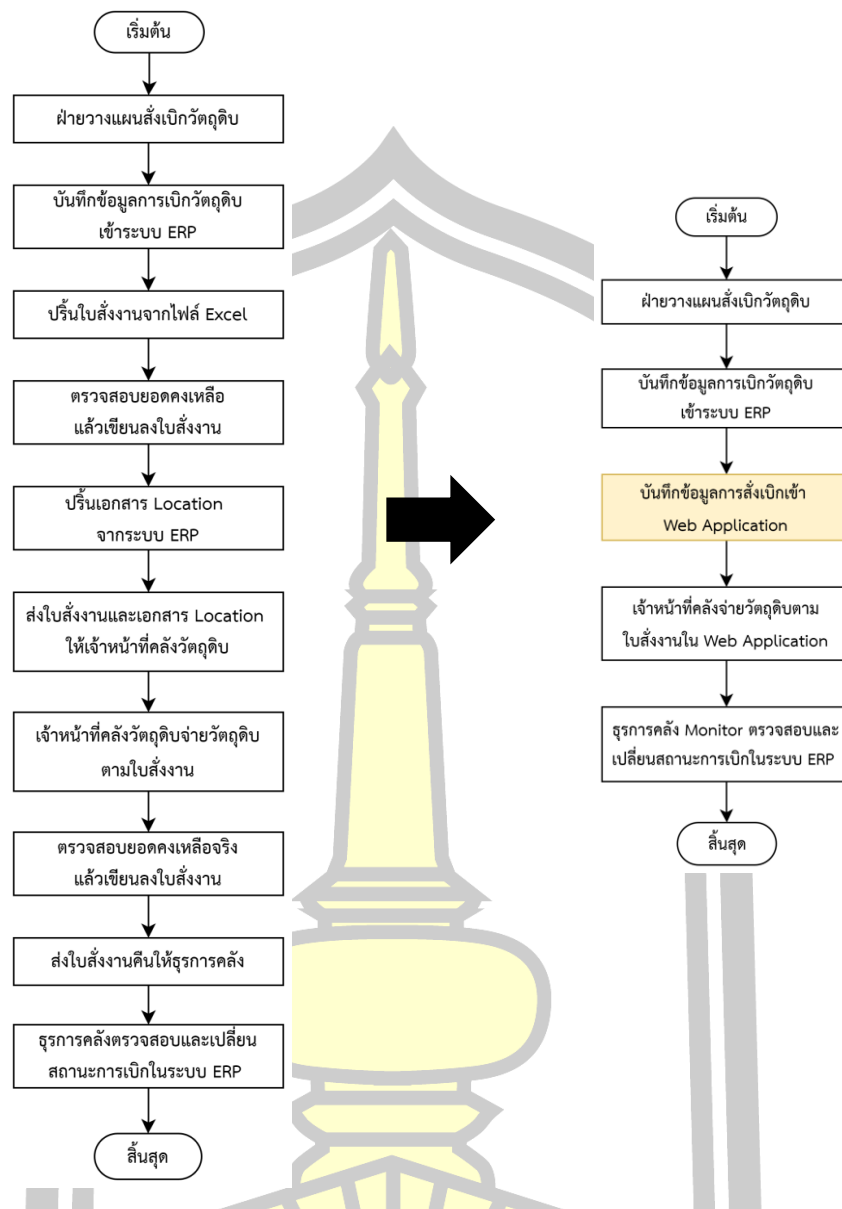 เริ่มต้น
ฝ่ายวางแผนสั่งเบิกวัตถุดิบ
บันทึกข้อมูลการเบิกวัตถุดิบ
เข้าระบบ ERP
ปริ้นใบสั่งงานจากไฟล์ Excel
ตรวจสอบยอดคงเหลือ
แล้วเขียนลงใบสั่งงาน
ปริ้นเอกสาร Location
จากระบบ ERP
ส่งใบสั่งงานและเอกสาร Location
ให้เจ้าหน้าที่คลังวัตถุดิบ
เจ้าหน้าที่คลังวัตถุดิบจ่ายวัตถุดิบ
ตามใบสั่งงาน
ตรวจสอบยอดคงเหลือจริง
แล้วเขียนลงใบสั่งงาน
ส่งใบสั่งงานคืนให้ธุรการคลัง
ธุรการคลังตรวจสอบและเปลี่ยน
สถานะการเบิกในระบบ ERP
สิ้นสุด
เริ่มต้น
ฝ่ายวางแผนสั่งเบิกวัตถุดิบ
บันทึกข้อมูลการเบิกวัตถุดิบ
เข้าระบบ ERP
บันทึกข้อมูลการสั่งเบิกเข้า
Web Application
เจ้าหน้าที่คลังจ่ายวัตถุดิบตาม
ใบสั่งงานใน Web Application
ธุรการคลัง Monitor ตรวจสอบและ
เปลี่ยนสถานะการเบิกในระบบ ERP
สิ้นสุด